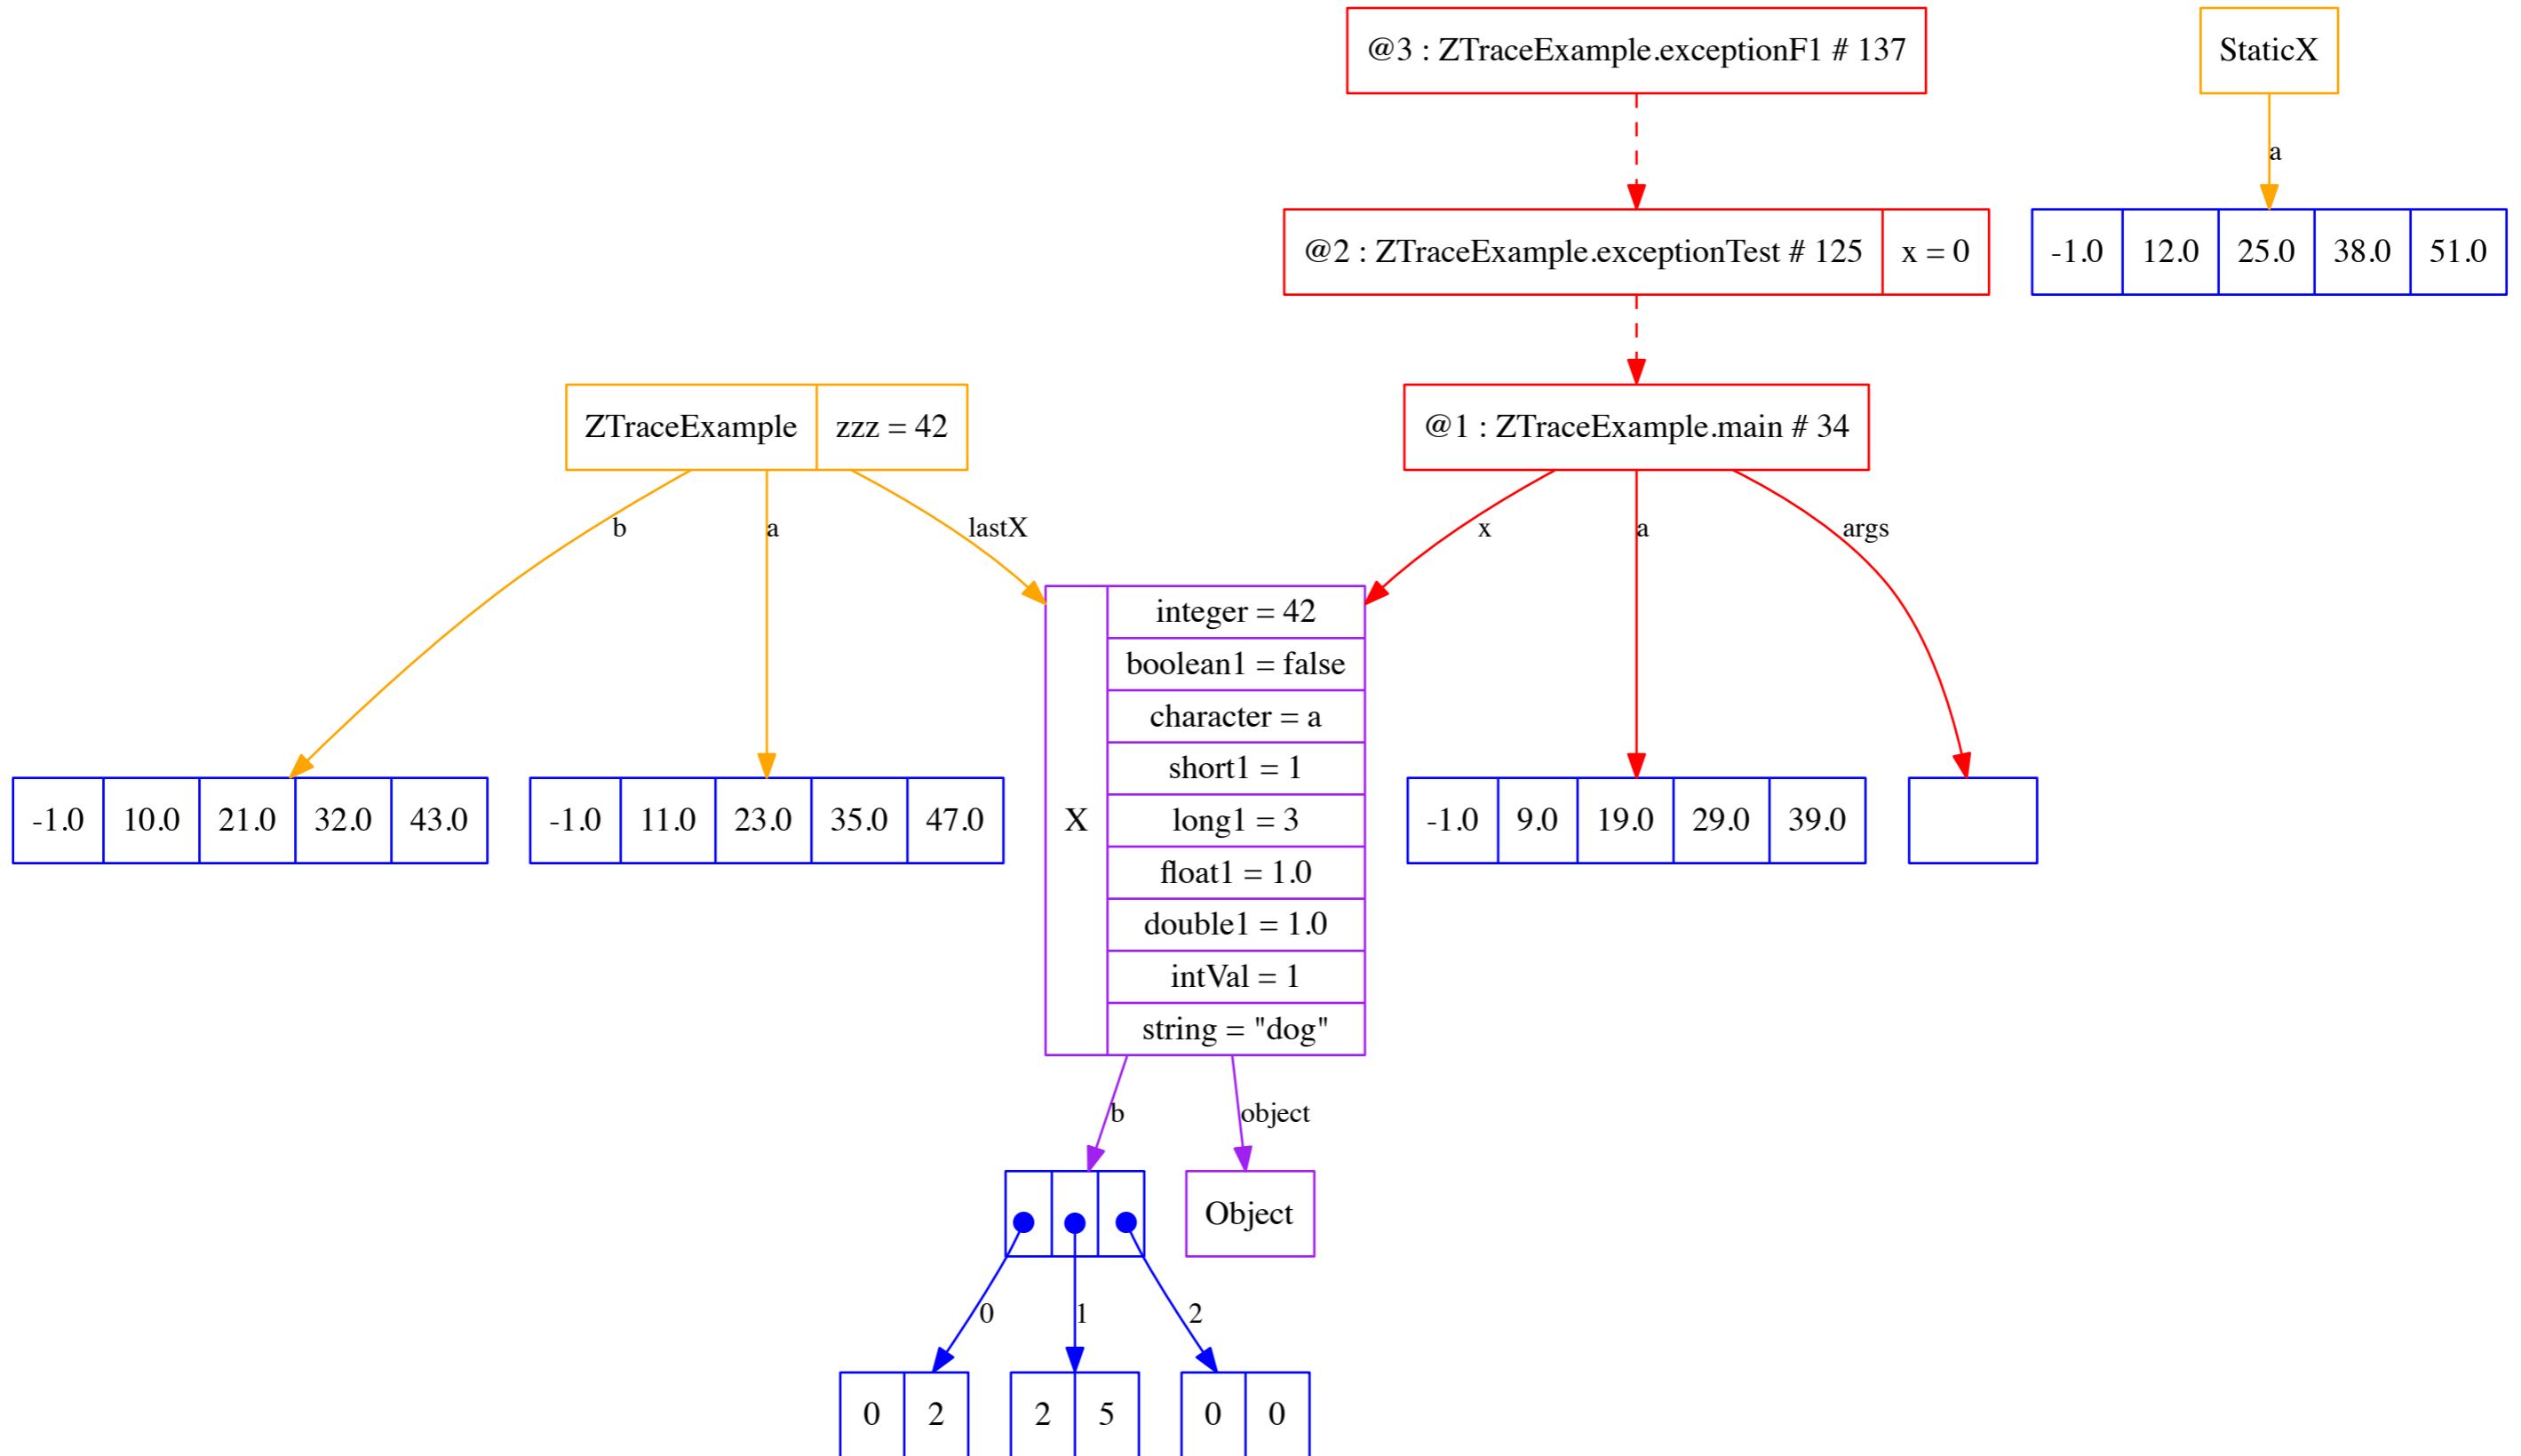 @3 : ZTraceExample.exceptionF1 # 137
StaticX
a
@2 : ZTraceExample.exceptionTest # 125 x = 0
-1.0 12.0 25.0 38.0 51.0
ZTraceExample zzz = 42
@1 : ZTraceExample.main # 34
b
a
lastX
x
a
args
-1.0 10.0 21.0 32.0 43.0
-1.0 11.0 23.0 35.0 47.0
X
integer = 42
boolean1 = false
character = a
short1 = 1
long1 = 3
float1 = 1.0
double1 = 1.0
intVal = 1
string = "dog"
-1.0 9.0 19.0 29.0 39.0
b
object
Object
0
1
2
0 2
2 5
0 0